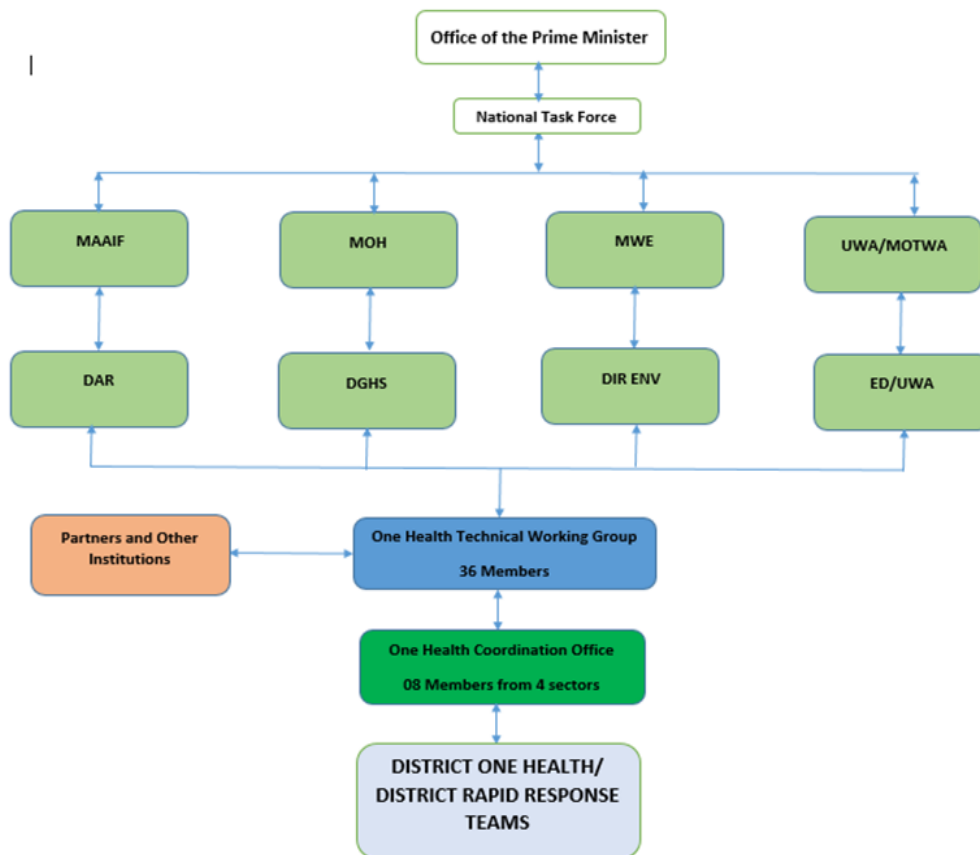 Office of the Prime Minister
National Task Force
MAAIF
MOH
MWE
UWA/MOTWA
DAR
DGHS
DIR ENV
ED/UWA
Partners and Other
Institutions
One Health Technical Working Group
36 Members
One Health Coordination Office
08 Members from 4 sectors
DISTRICT ONE HEALTH/
DISTRICT RAPID RESPONSE
TEAMS